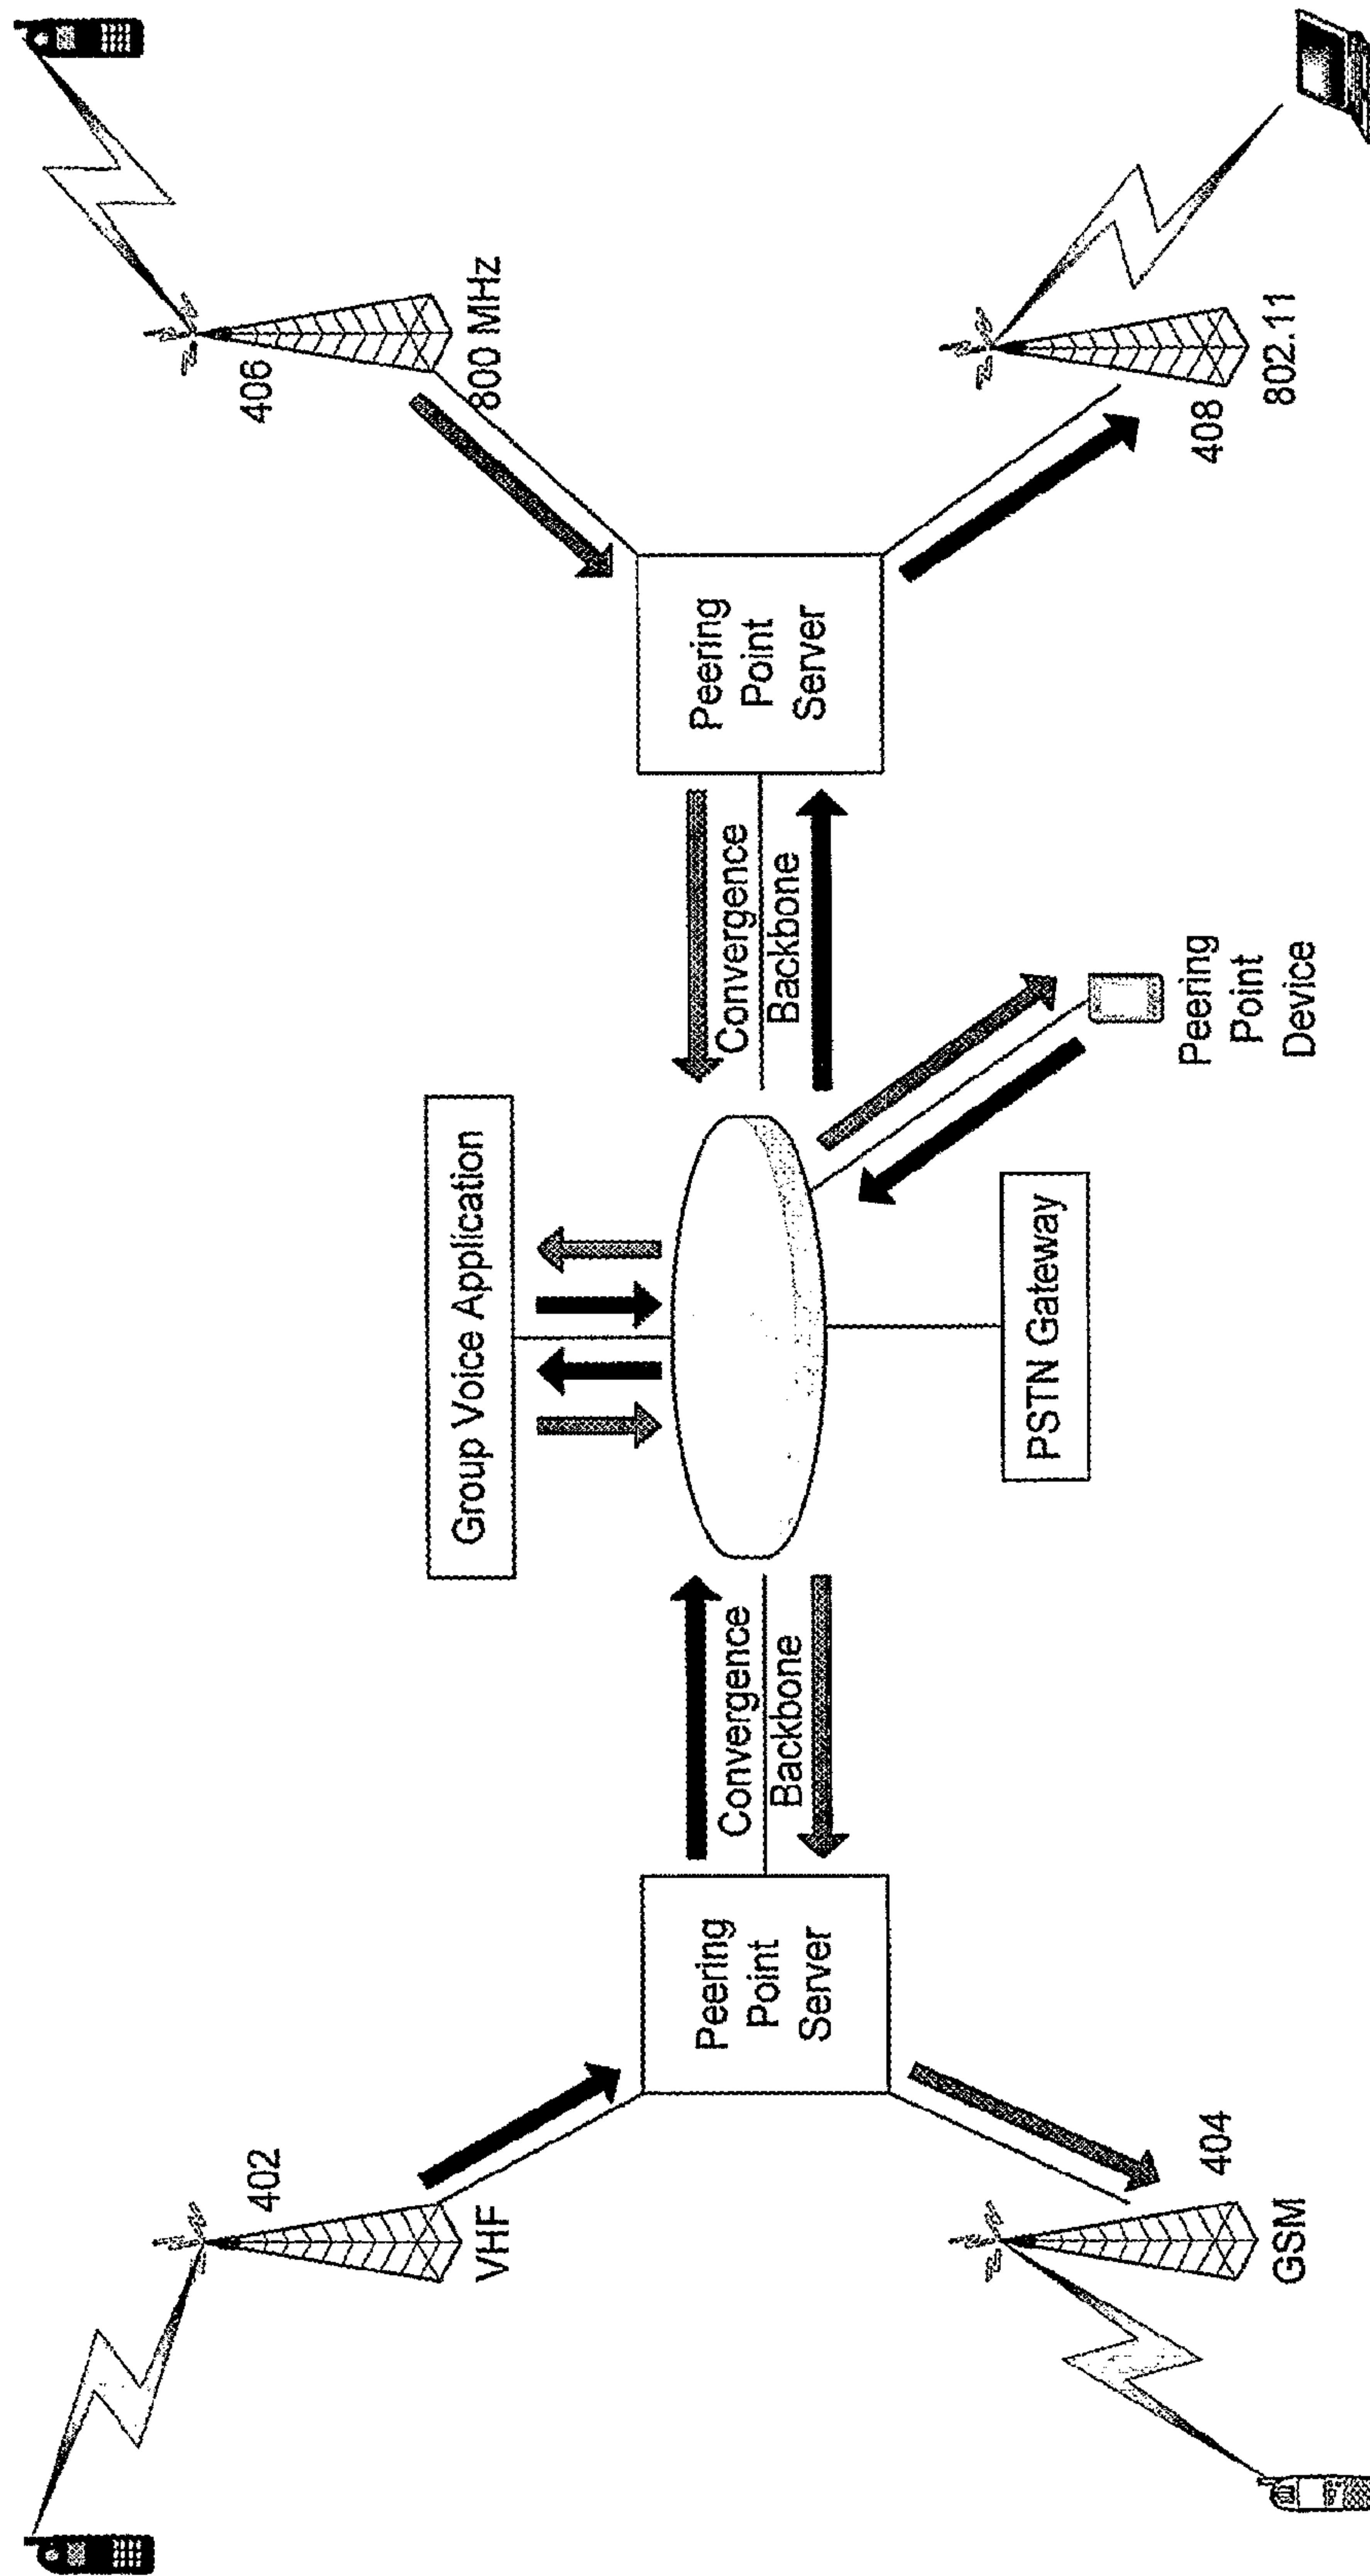 402
VHF
406
800 MHz
Group Voice Application
Peering
Point
Server
Convergence
Backbone
Convergence
Backbone
Peering
Point
Server
404
GSM
PSTN Gateway
Peering
Point
Device
408
802.11